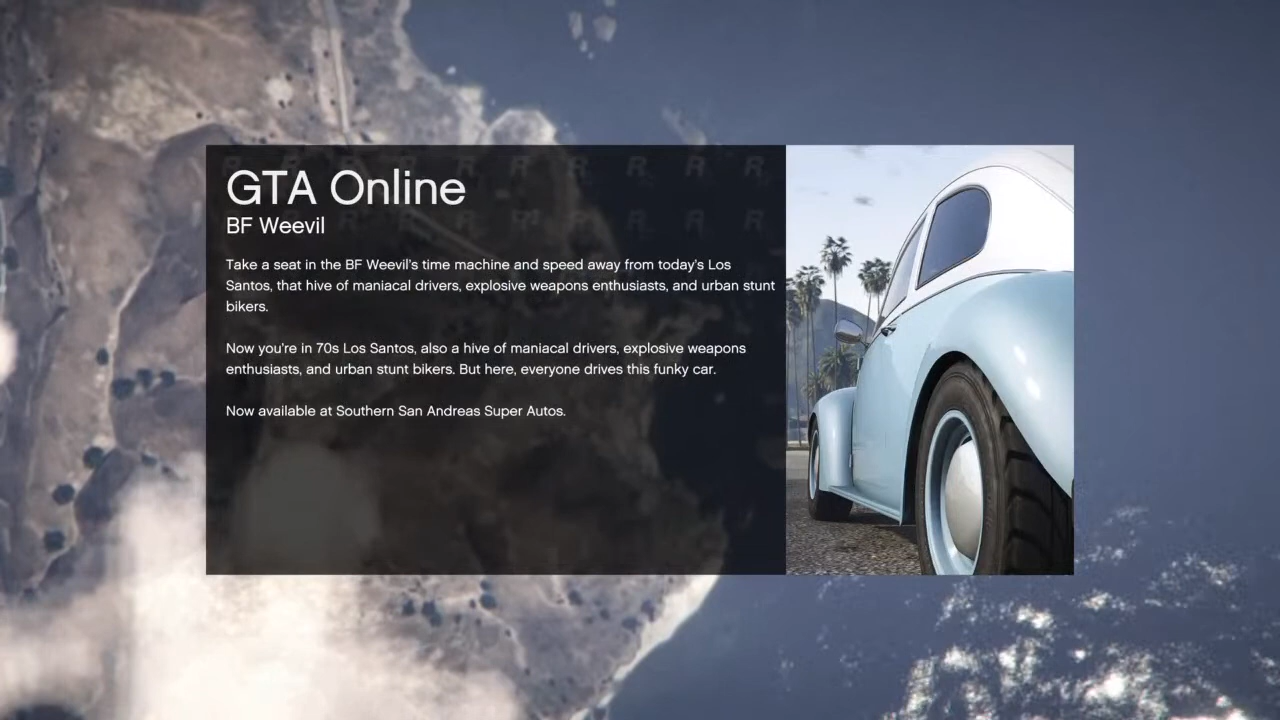 GTA Online
BF Weevil
Take a seat in the BF Weevil's time machine and speed away from today's Los
Santos, that hive of maniacal drivers, explosive weapons enthusiasts, and urban stunt
bikers.
Now you're in 70s Los Santos, also a hive of maniacal drivers, explosive weapons
enthusiasts, and urban stunt bikers. But here, everyone drives this funky car.
Now available at Southern San Andreas Super Autos.